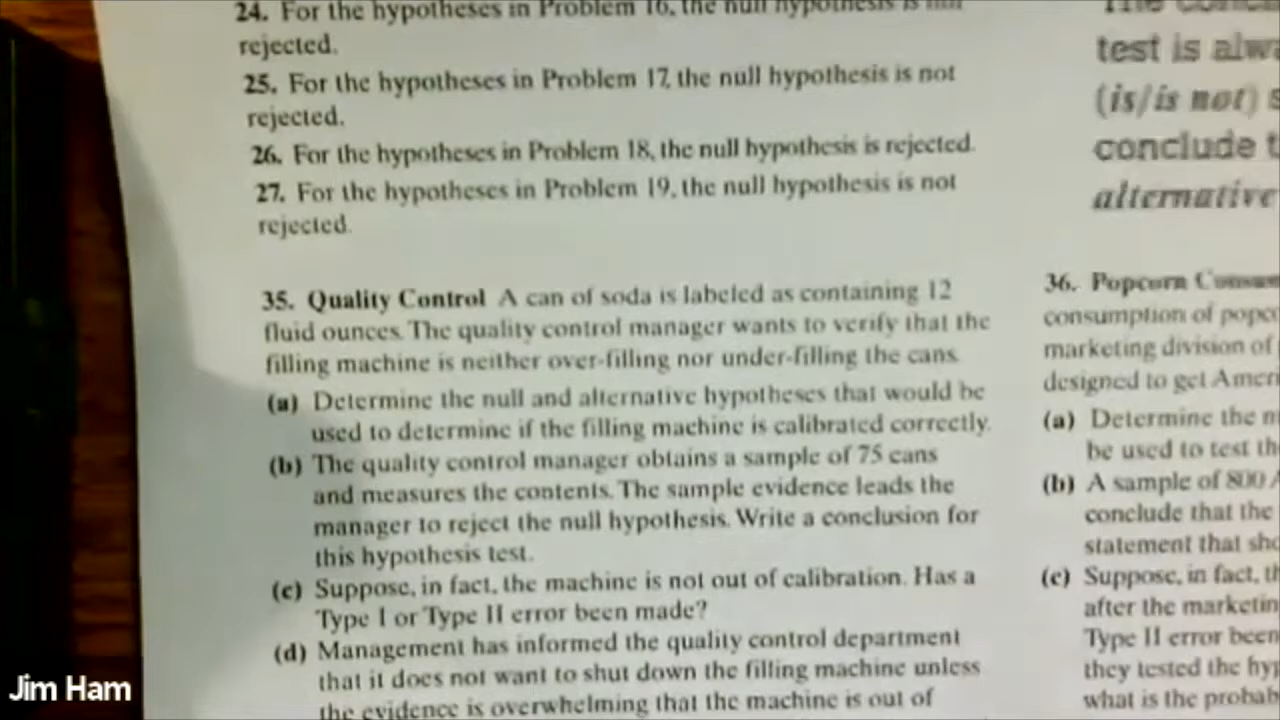 24. For the hypotheses in Problem 16, the null hypothesis is not
rejected.
25. For the hypotheses in Problem 17, the null hypothesis is not
rejected.
26. For the hypotheses in Problem 18, the null hypothesis is rejected.
27. For the hypotheses in Problem 19, the null hypothesis is not
rejected.
35. Quality Control A can of soda is labeled as containing 12
fluid ounces. The quality control manager wants to verify that the
filling machine is neither over-filling nor under-filling the cans.
(a) Determine the null and alternative hypotheses that would be
used to determine if the filling machine is calibrated correctly.
(b) The quality control manager obtains a sample of 75 cans
and measures the contents. The sample evidence leads the
manager to reject the null hypothesis. Write a conclusion for
this hypothesis test.
(c) Suppose, in fact, the machine is not out of calibration. Has a
Type I or Type II error been made?
(d) Management has informed the quality control department
that it does not want to shut down the filling machine unless
the evidence is overwhelming that the machine is out of
test is alw
(is/is not) s
conclude t
alternative
36. Popcorn
consumption of popc
marketing division of
designed to get Ameri
(a) Determine the n
be used to test th
(b) A sample of 800 A
conclude that the
statement that sho
(c) Suppose, in fact, th
after the marketin
Type II error been
they tested the hyp
what is the probab
Jim Ham